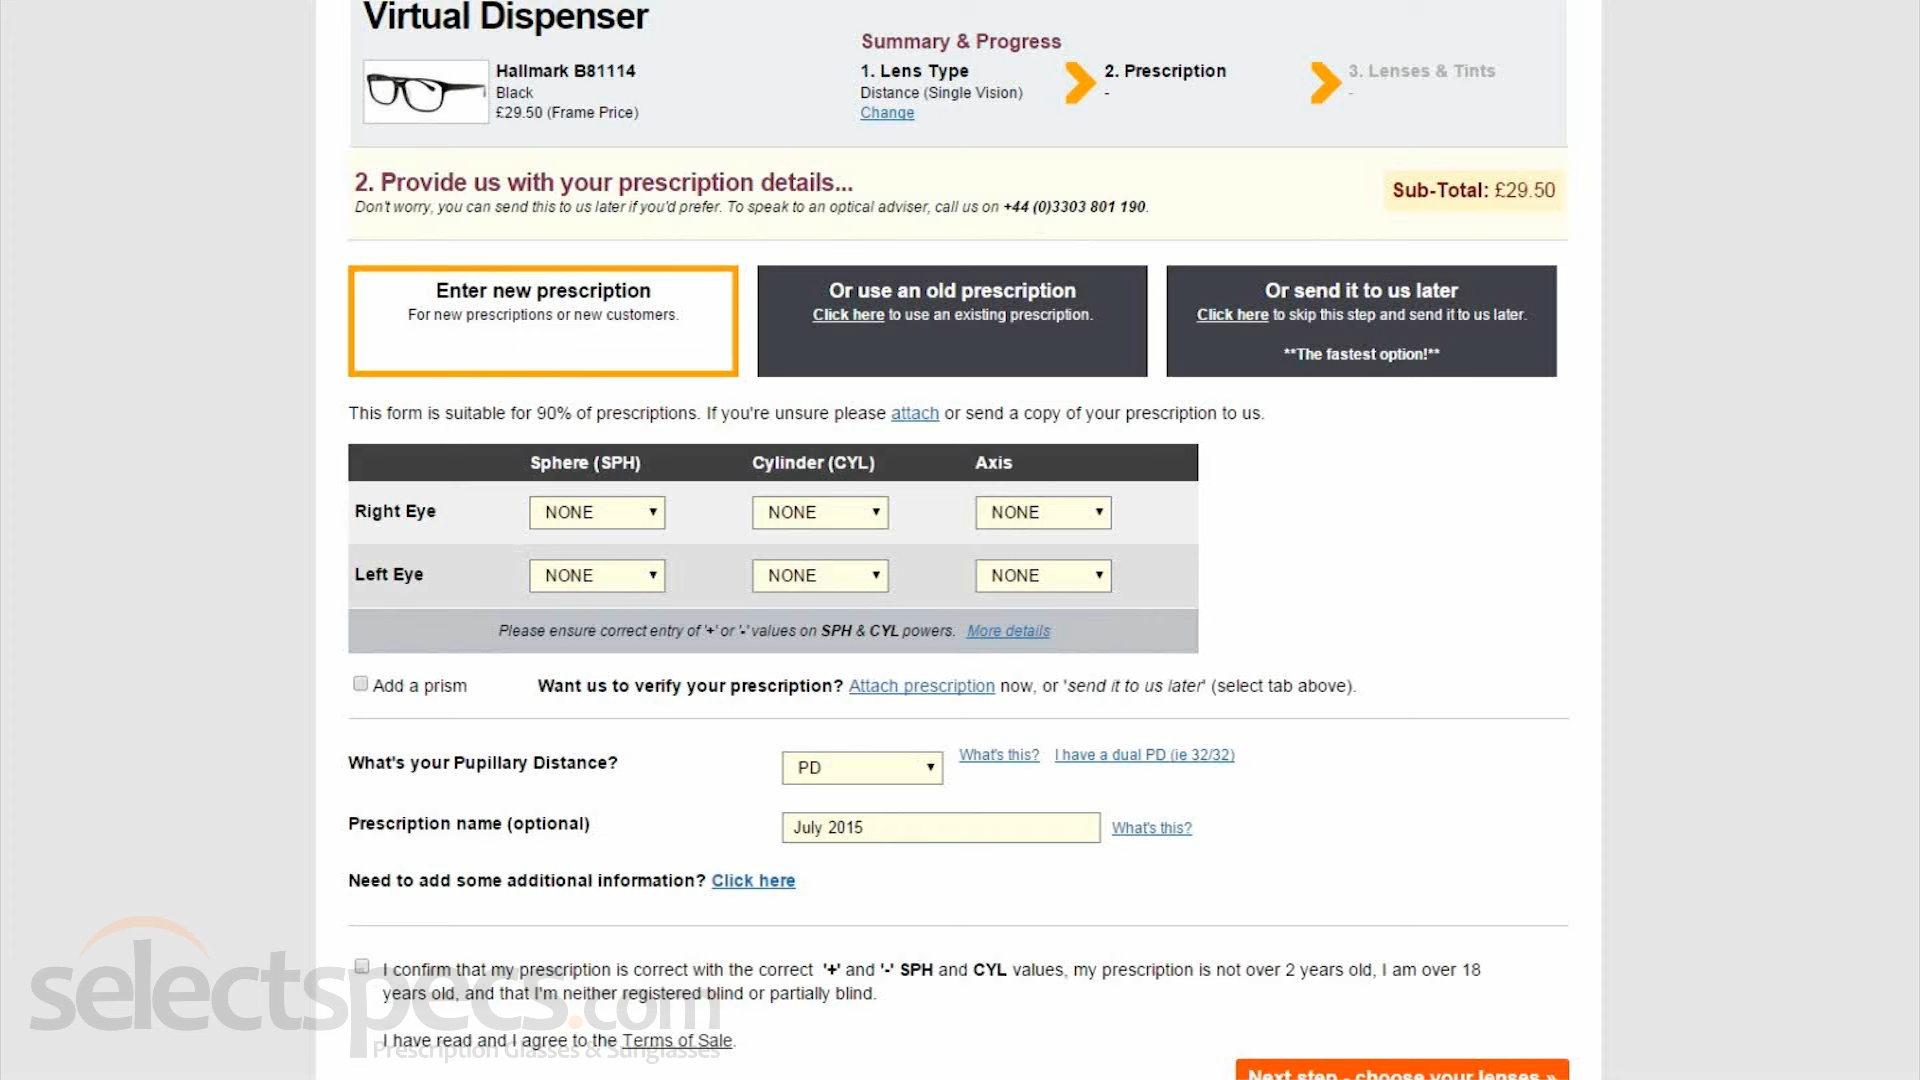 Virtual Dispenser
Summary & Progress
Hallmark B81114
Black
£29.50 (Frame Price)
1. Lens Type
Distance (Single Vision)
Change
2. Prescription
-
3. Lenses & Tints
-
2. Provide us with your prescription details...
Don't worry, you can send this to us later if you'd prefer. To speak to an optical adviser, call us on +44 (0)3303 801 190.
Sub-Total: £29.50
Enter new prescription
For new prescriptions or new customers.
Or use an old prescription
Click here to use an existing prescription.
Or send it to us later
Click here to skip this step and send it to us later.
**The fastest option!**
This form is suitable for 90% of prescriptions. If you're unsure please attach or send a copy of your prescription to us.
Sphere (SPH) Cylinder (CYL) Axis
Right Eye NONE NONE NONE
Left Eye NONE NONE NONE
Please ensure correct entry of '+' or '-' values on SPH & CYL powers. More details
Add a prism
Want us to verify your prescription? Attach prescription now, or 'send it to us later' (select tab above).
What's your Pupillary Distance? PD What's this? I have a dual PD (ie 32/32)
Prescription name (optional) July 2015 What's this?
Need to add some additional information? Click here
I confirm that my prescription is correct with the correct '+' and '-' SPH and CYL values, my prescription is not over 2 years old, I am over 18
years old, and that I'm neither registered blind or partially blind.
selectspecs.com
I have read and I agree to the Terms of Sale.
Prescription Glasses & Sunglasses
Next step - choose your lenses »